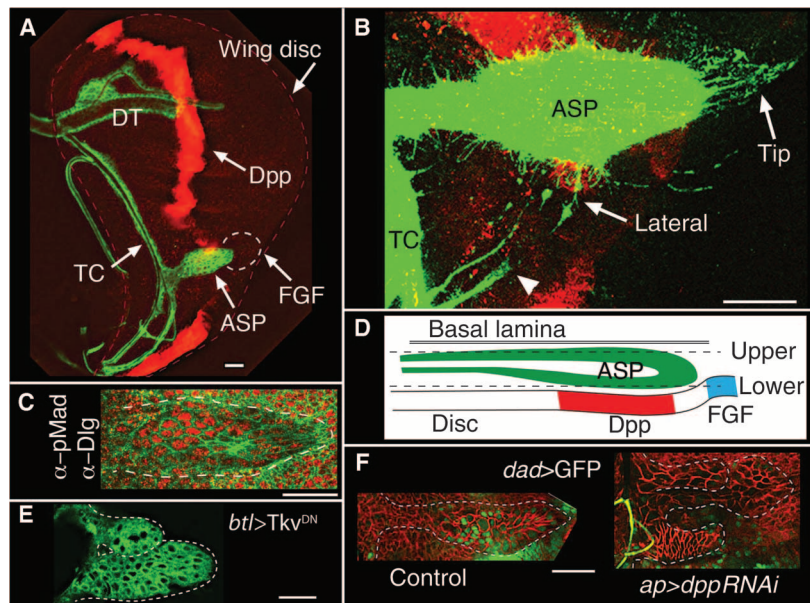 A
Wing disc
DT
Dpp
TC
FGF
ASP
B
ASP
Tip
Lateral
TC
C
α-pMad
α-Dlg
D
Basal lamina
Upper
ASP
Lower
Disc
Dpp
FGF
E
btl>Tkv^DN
F
dad>GFP
Control
ap>dppRNAi